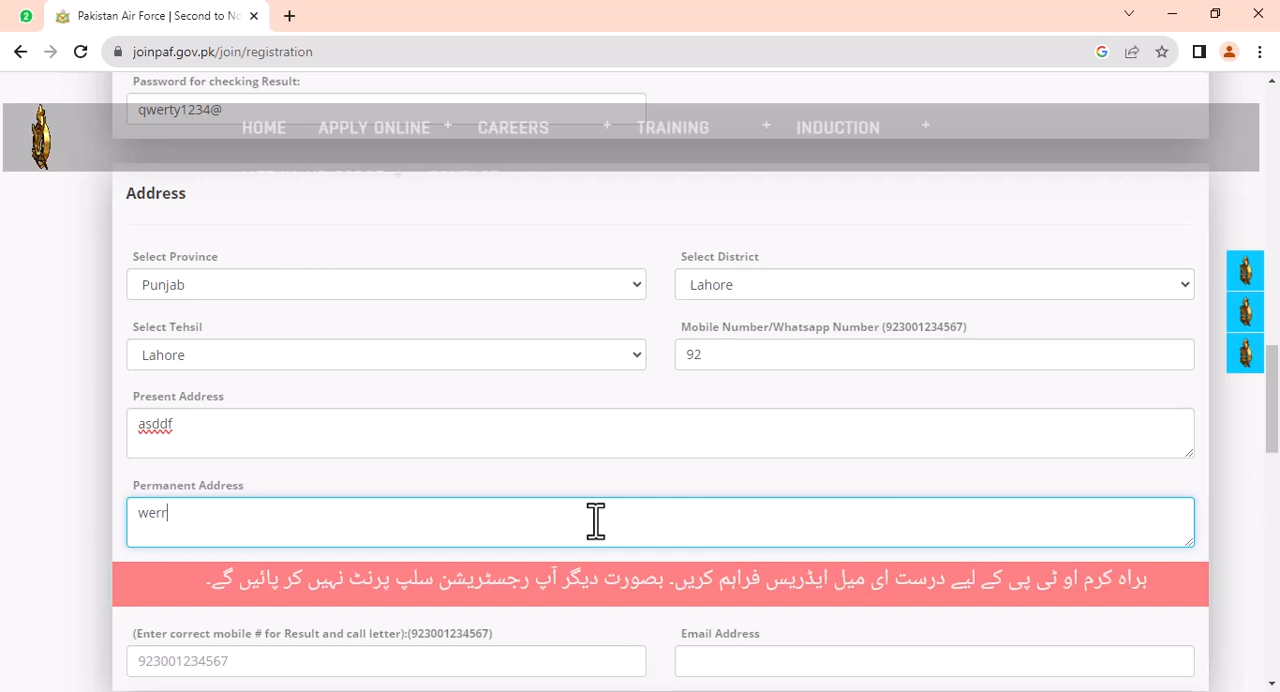 2
Pakistan Air Force | Second to No
joinpaf.gov.pk/join/registration
Password for checking Result:
qwerty1234@
HOME APPLY ONLINE + CAREERS + TRAINING + INDUCTION +
Address
Select Province
Select District
Punjab
Lahore
Select Tehsil
Mobile Number/Whatsapp Number (923001234567)
Lahore
92
Present Address
asddf
Permanent Address
werr
براہ کرم او ٹی پی کے لیے درست ای میل ایڈریس فراہم کریں۔ بصورت دیگر آپ رجسٹریشن سلپ پرنٹ نہیں کر پائیں گے۔
(Enter correct mobile # for Result and call letter):(923001234567)
Email Address
923001234567